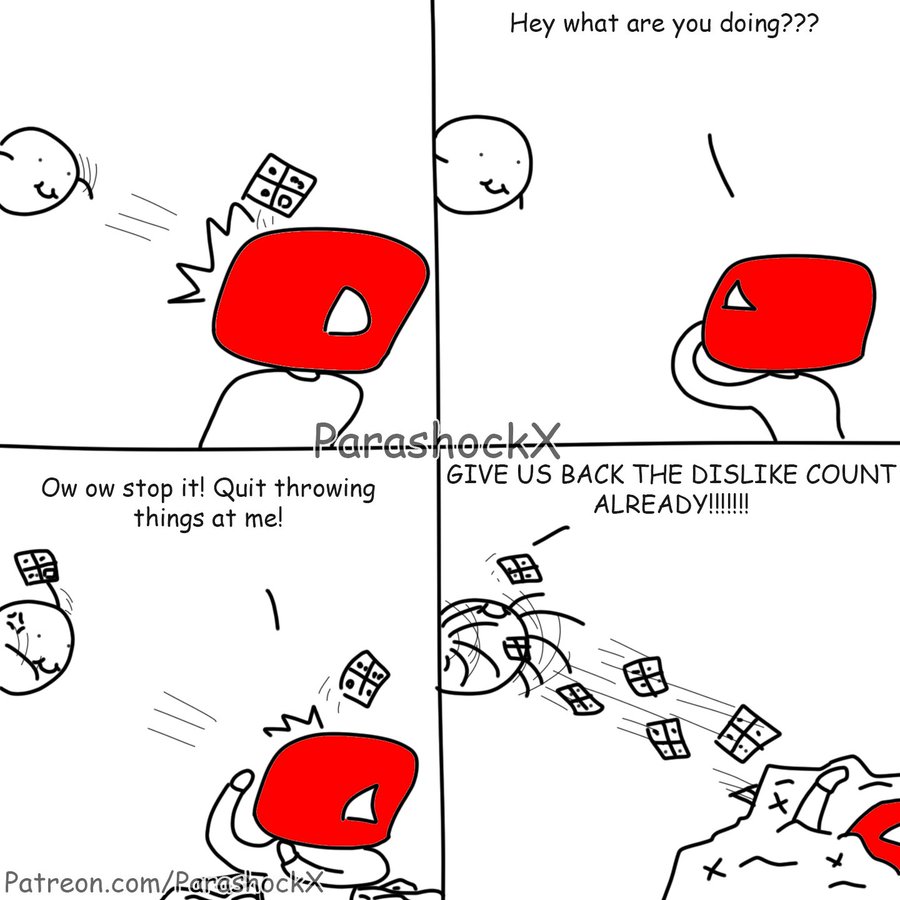 Hey what are you doing???
ParashockX
Ow ow stop it! Quit throwing
things at me!
GIVE US BACK THE DISLIKE COUNT
ALREADY!!!!!!!
Patreon.com/ParashockX